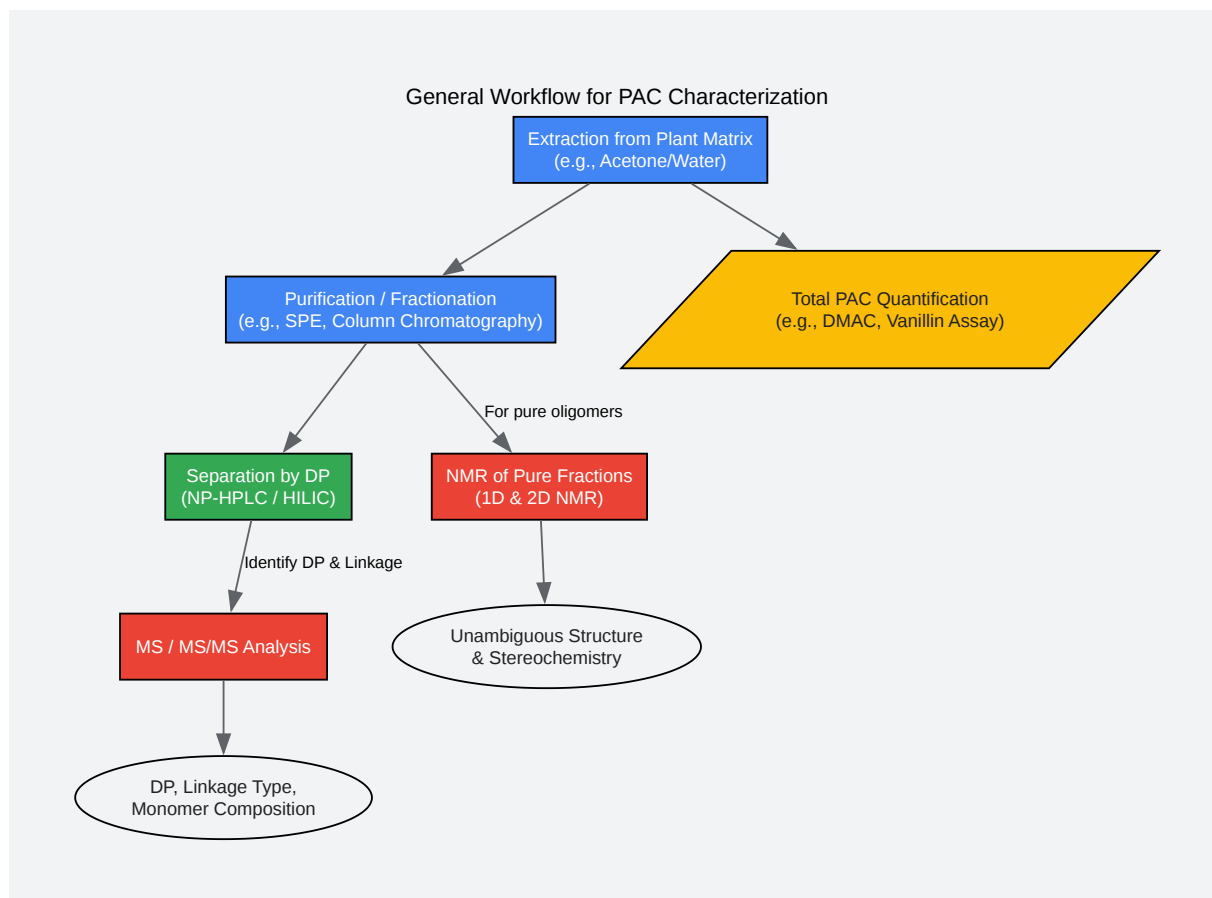 General Workflow for PAC Characterization
Extraction from Plant Matrix
(e.g., Acetone/Water)
Purification / Fractionation
(e.g., SPE, Column Chromatography)
Total PAC Quantification
(e.g., DMAC, Vanillin Assay)
For pure oligomers
Separation by DP
(NP-HPLC / HILIC)
NMR of Pure Fractions
(1D & 2D NMR)
Identify DP & Linkage
MS / MS/MS Analysis
Unambiguous Structure
& Stereochemistry
DP, Linkage Type,
Monomer Composition